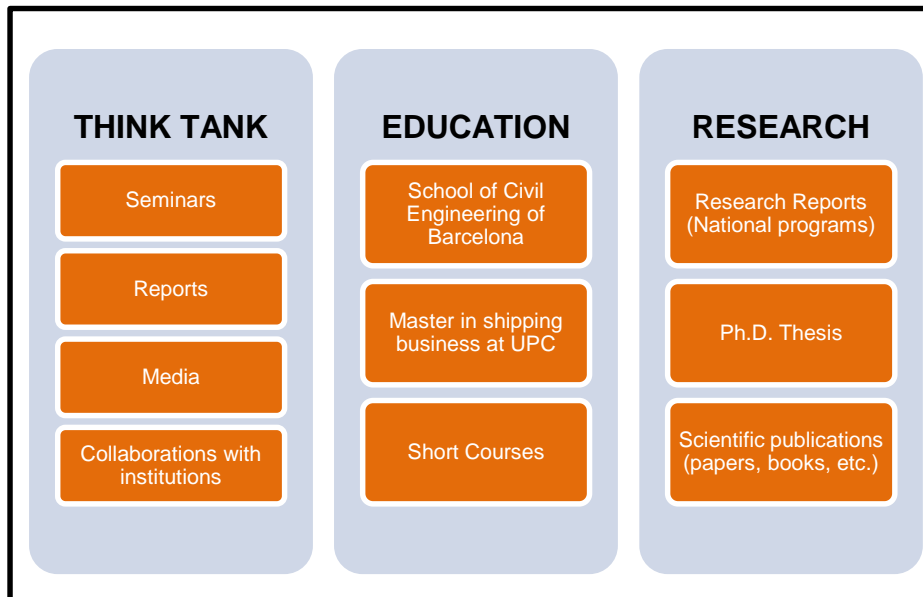 THINK TANK
Seminars
Reports
Media
Collaborations with
institutions
EDUCATION
School of Civil
Engineering of
Barcelona
Master in shipping
business at UPC
Short Courses
RESEARCH
Research Reports
(National programs)
Ph.D. Thesis
Scientific publications
(papers, books, etc.)